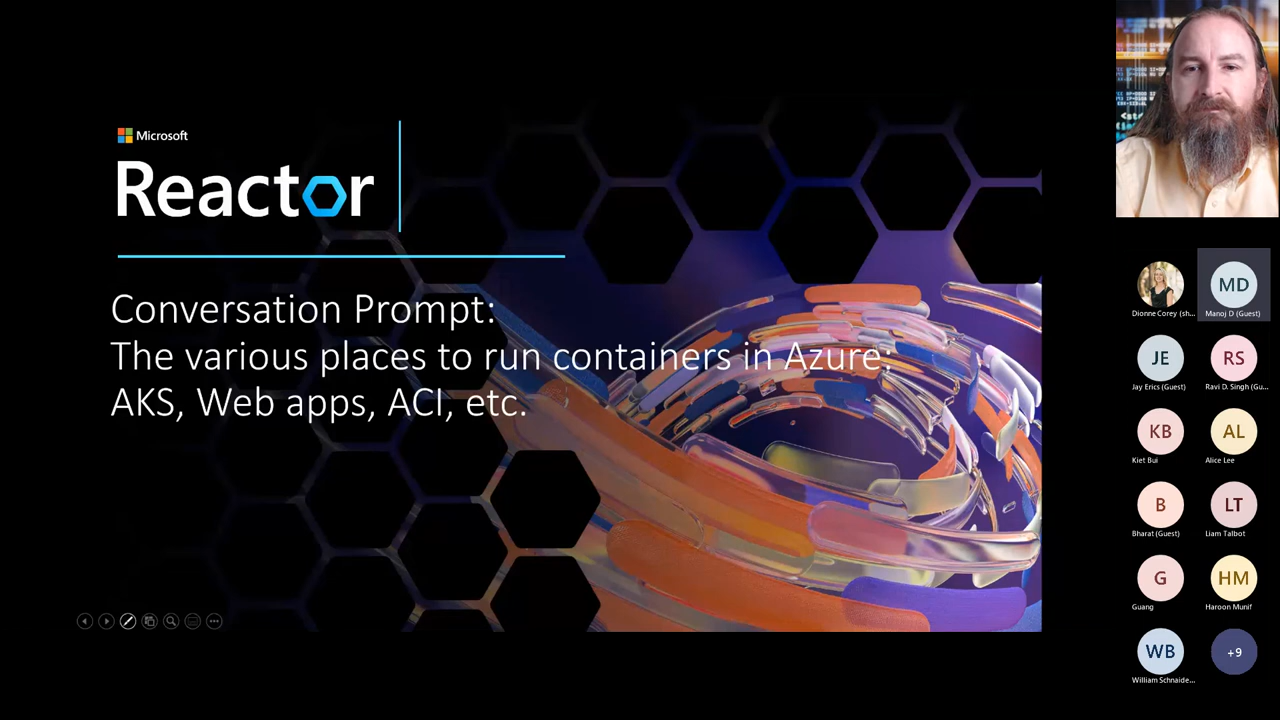 Microsoft
Reactor
Conversation Prompt:
The various places to run containers in Azure:
AKS, Web apps, ACI, etc.
MD
Dionne Corey (sh...
Manoj D (Guest)
JE
RS
Jay Erics (Guest)
Ravi D. Singh (Gu...
KB
AL
Kiet Bui
Alice Lee
B
LT
Bharat (Guest)
Liam Talbot
G
HM
Guang
Haroon Munif
WB
+9
William Schnaide...